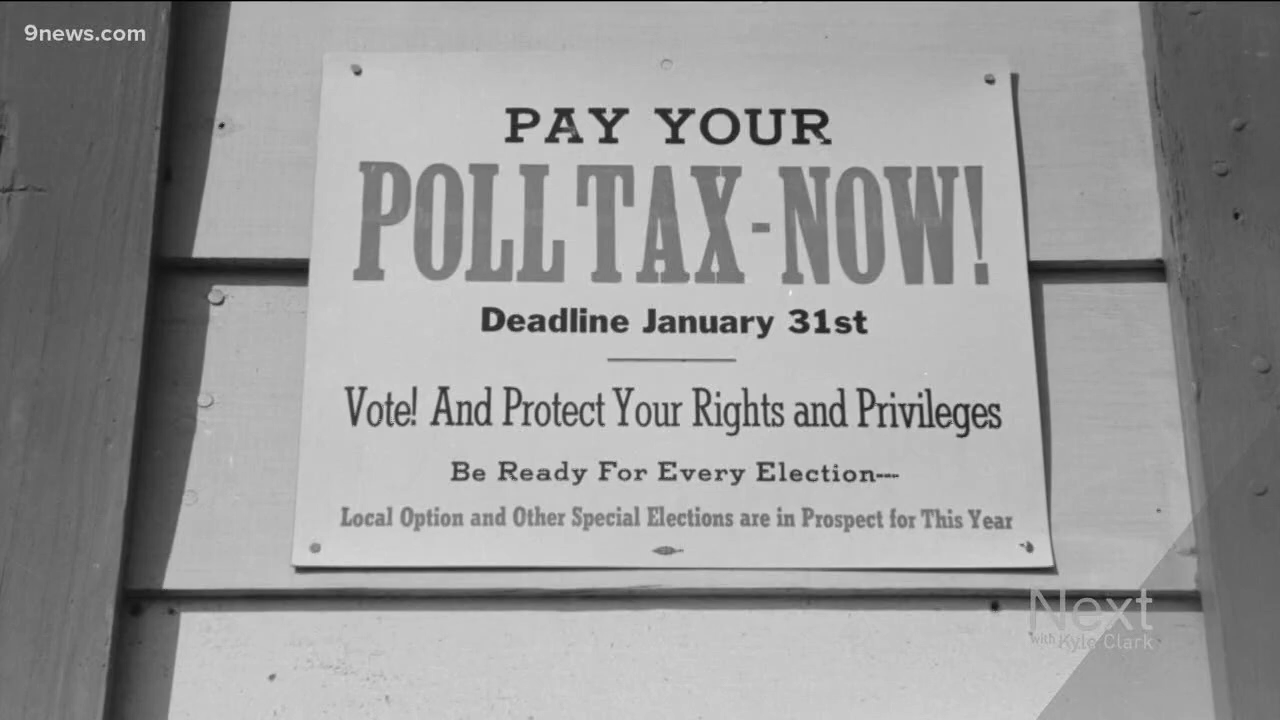 9news.com
PAY YOUR
POLL TAX-NOW!
Deadline January 31st
Vote! And Protect Your Rights and Privileges
Be Ready For Every Election---
Local Option and Other Special Elections are in Prospect for This Year
Next
with Kyle Clark